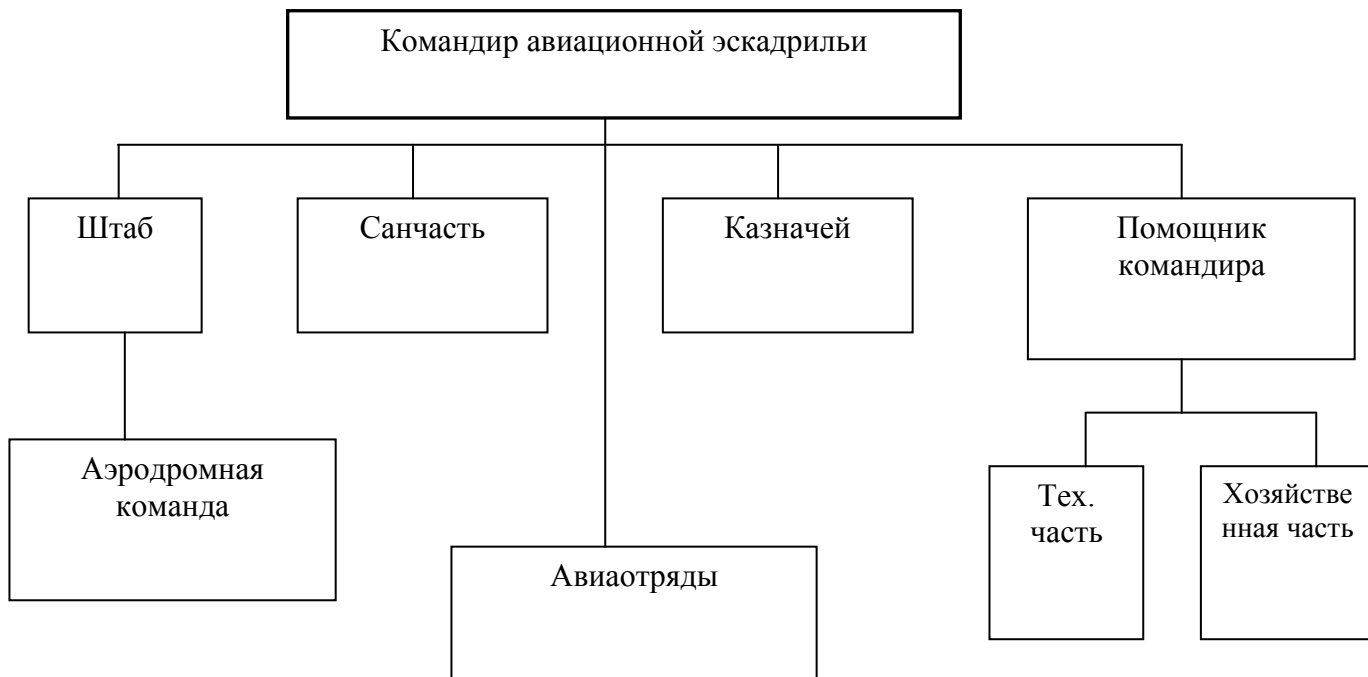 Командир авиационной эскадрильи
Штаб
Санчасть
Казначей
Помощник
командира
Аэродромная
команда
Тех.
часть
Хозяйстве
нная часть
Авиаотряды